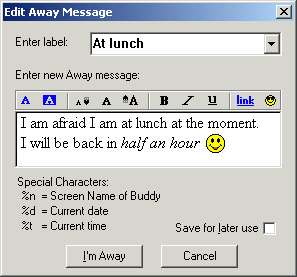 Edit Away Message
Enter label: At lunch
Enter new Away message:
A A A A A B I U link
I am afraid I am at lunch at the moment.
I will be back in half an hour
Special Characters:
%n = Screen Name of Buddy
%d = Current date
%t = Current time
Save for later use
I'm Away Cancel